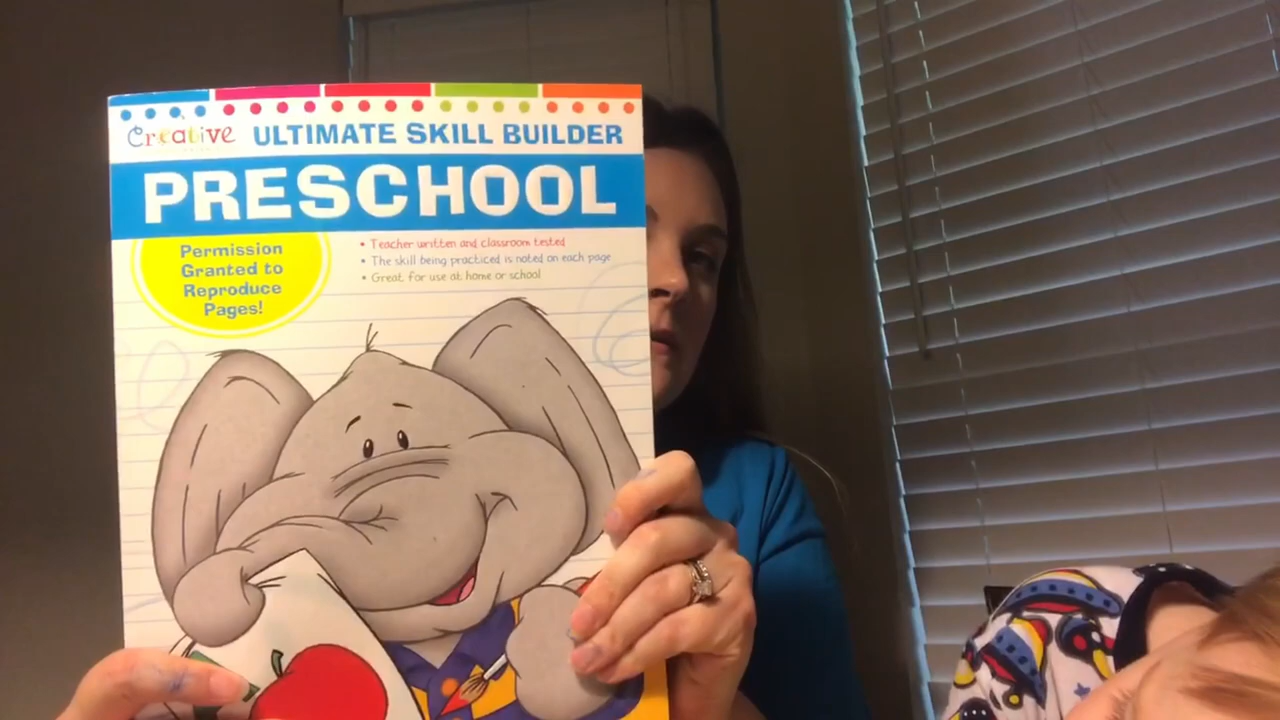 Creative ULTIMATE SKILL BUILDER
PRESCHOOL
Permission
Granted to
Reproduce
Pages!
• Teacher written and classroom tested
• The skill being practiced is noted on each page
• Great for use at home or school